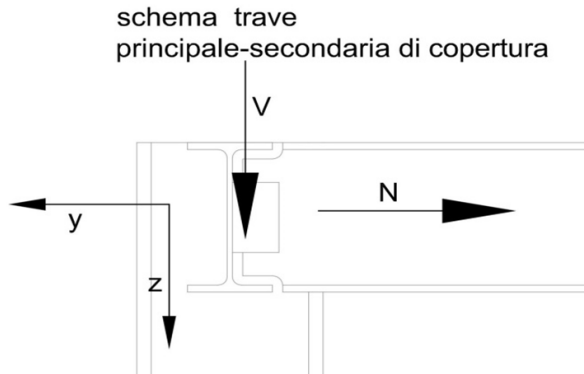 schema trave
principale-secondaria di copertura
V
N
y
z